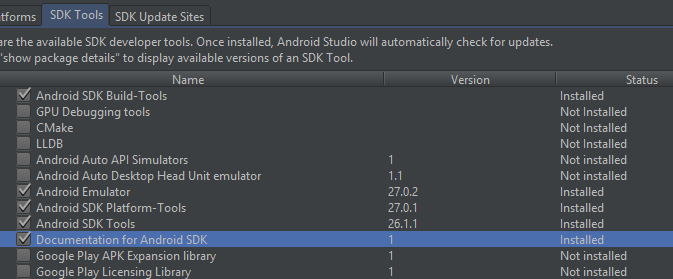 atforms SDK Tools SDK Update Sites
are the available SDK developer tools. Once installed, Android Studio will automatically check for updates.
"show package details" to display available versions of an SDK Tool.
Name Version Status
Android SDK Build-Tools Installed
GPU Debugging tools Not Installed
CMake Not Installed
LLDB Not Installed
Android Auto API Simulators 1 Not installed
Android Auto Desktop Head Unit emulator 1.1 Not installed
Android Emulator 27.0.2 Installed
Android SDK Platform-Tools 27.0.1 Installed
Android SDK Tools 26.1.1 Installed
Documentation for Android SDK 1 Installed
Google Play APK Expansion library 1 Not installed
Google Play Licensing Library 1 Not installed